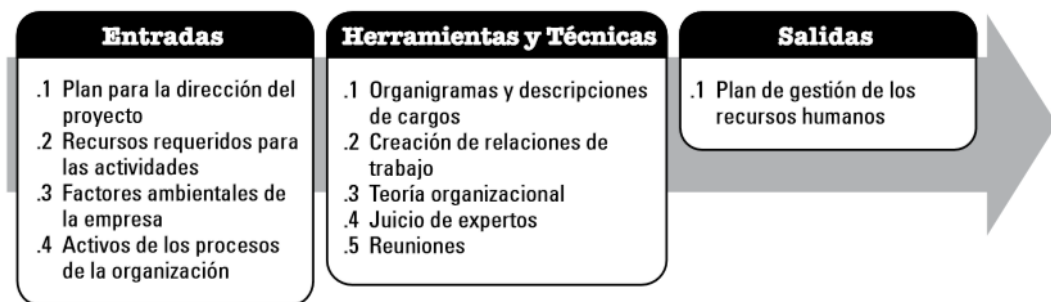 Entradas
.1 Plan para la dirección del
proyecto
.2 Recursos requeridos para
las actividades
.3 Factores ambientales de
la empresa
.4 Activos de los procesos
de la organización
Herramientas y Técnicas
.1 Organigramas y descripciones
de cargos
.2 Creación de relaciones de
trabajo
.3 Teoría organizacional
.4 Juicio de expertos
.5 Reuniones
Salidas
.1 Plan de gestión de los
recursos humanos